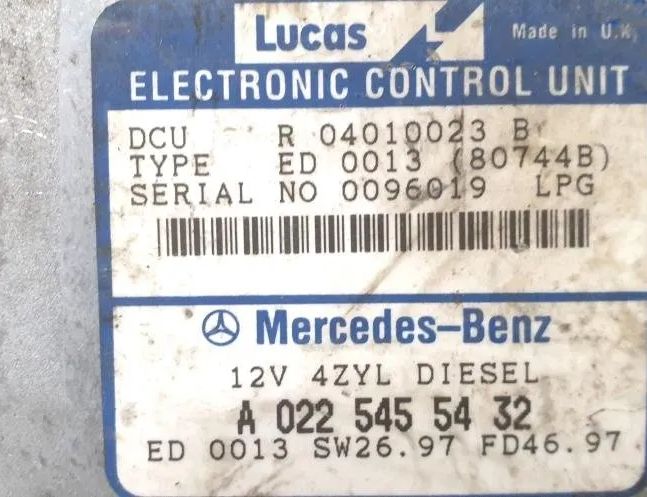 Lucas Made in U.K.
ELECTRONIC CONTROL UNIT
DCU R 04010023 B
TYPE ED 0013 (80744B)
SERIAL NO 0096019 LPG
Mercedes-Benz
12V 4ZYL DIESEL
A 022 545 54 32
ED 0013 SW26.97 FD46.97